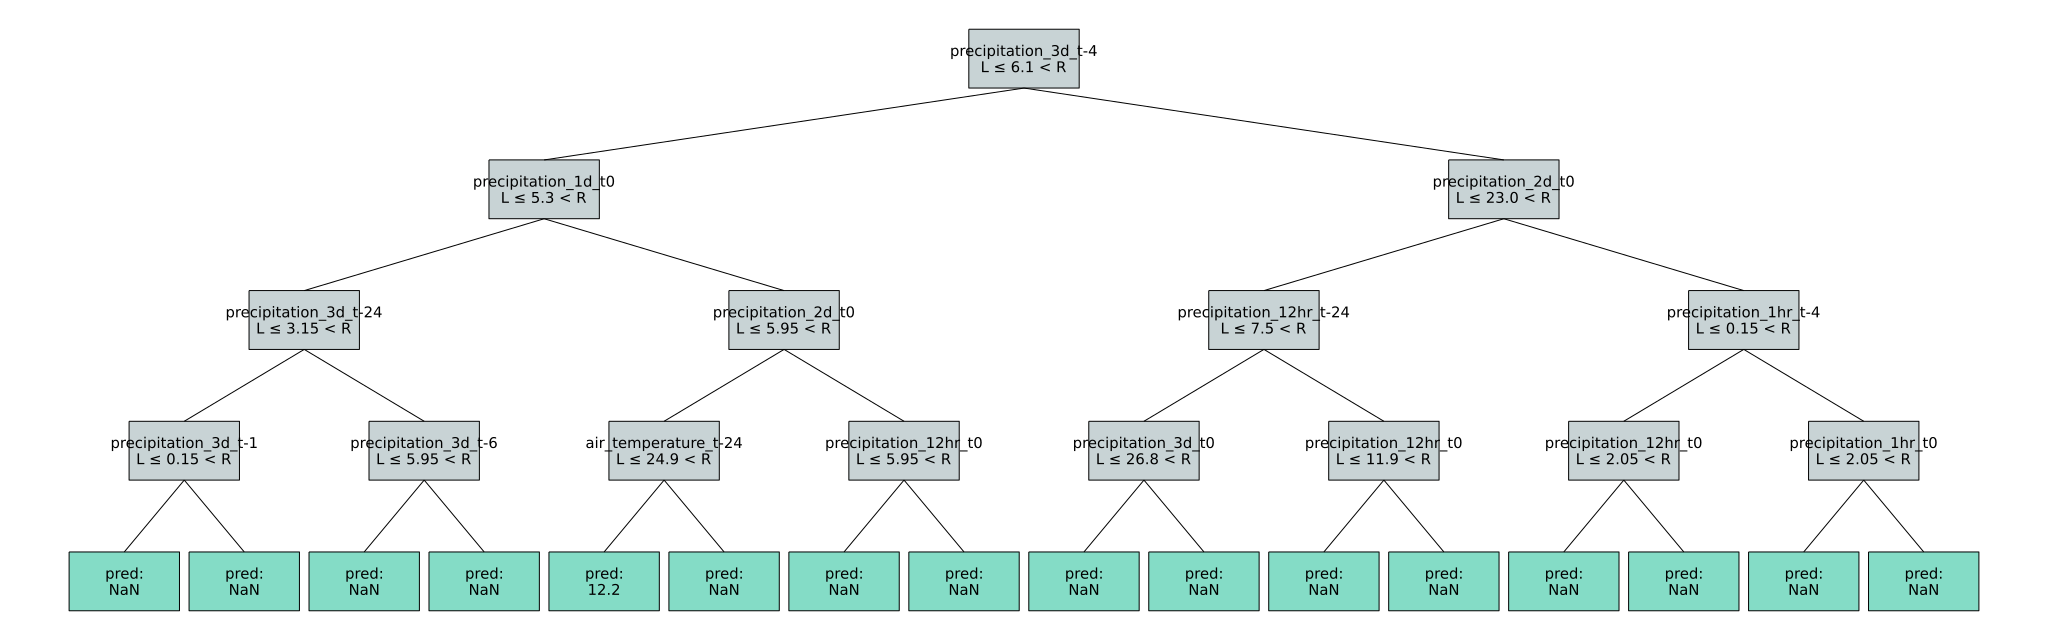 precipitation_3d_t-4
L ≤ 6.1 < R
precipitation_1d_t0
L ≤ 5.3 < R
precipitation_2d_t0
L ≤ 23.0 < R
precipitation_3d_t-24
L ≤ 3.15 < R
precipitation_2d_t0
L ≤ 5.95 < R
precipitation_12hr_t-24
L ≤ 7.5 < R
precipitation_1hr_t-4
L ≤ 0.15 < R
precipitation_3d_t-1
L ≤ 0.15 < R
precipitation_3d_t-6
L ≤ 5.95 < R
air_temperature_t-24
L ≤ 24.9 < R
precipitation_12hr_t0
L ≤ 5.95 < R
precipitation_3d_t0
L ≤ 26.8 < R
precipitation_12hr_t0
L ≤ 11.9 < R
precipitation_12hr_t0
L ≤ 2.05 < R
precipitation_1hr_t0
L ≤ 2.05 < R
pred:
NaN
pred:
NaN
pred:
NaN
pred:
NaN
pred:
12.2
pred:
NaN
pred:
NaN
pred:
NaN
pred:
NaN
pred:
NaN
pred:
NaN
pred:
NaN
pred:
NaN
pred:
NaN
pred:
NaN
pred:
NaN